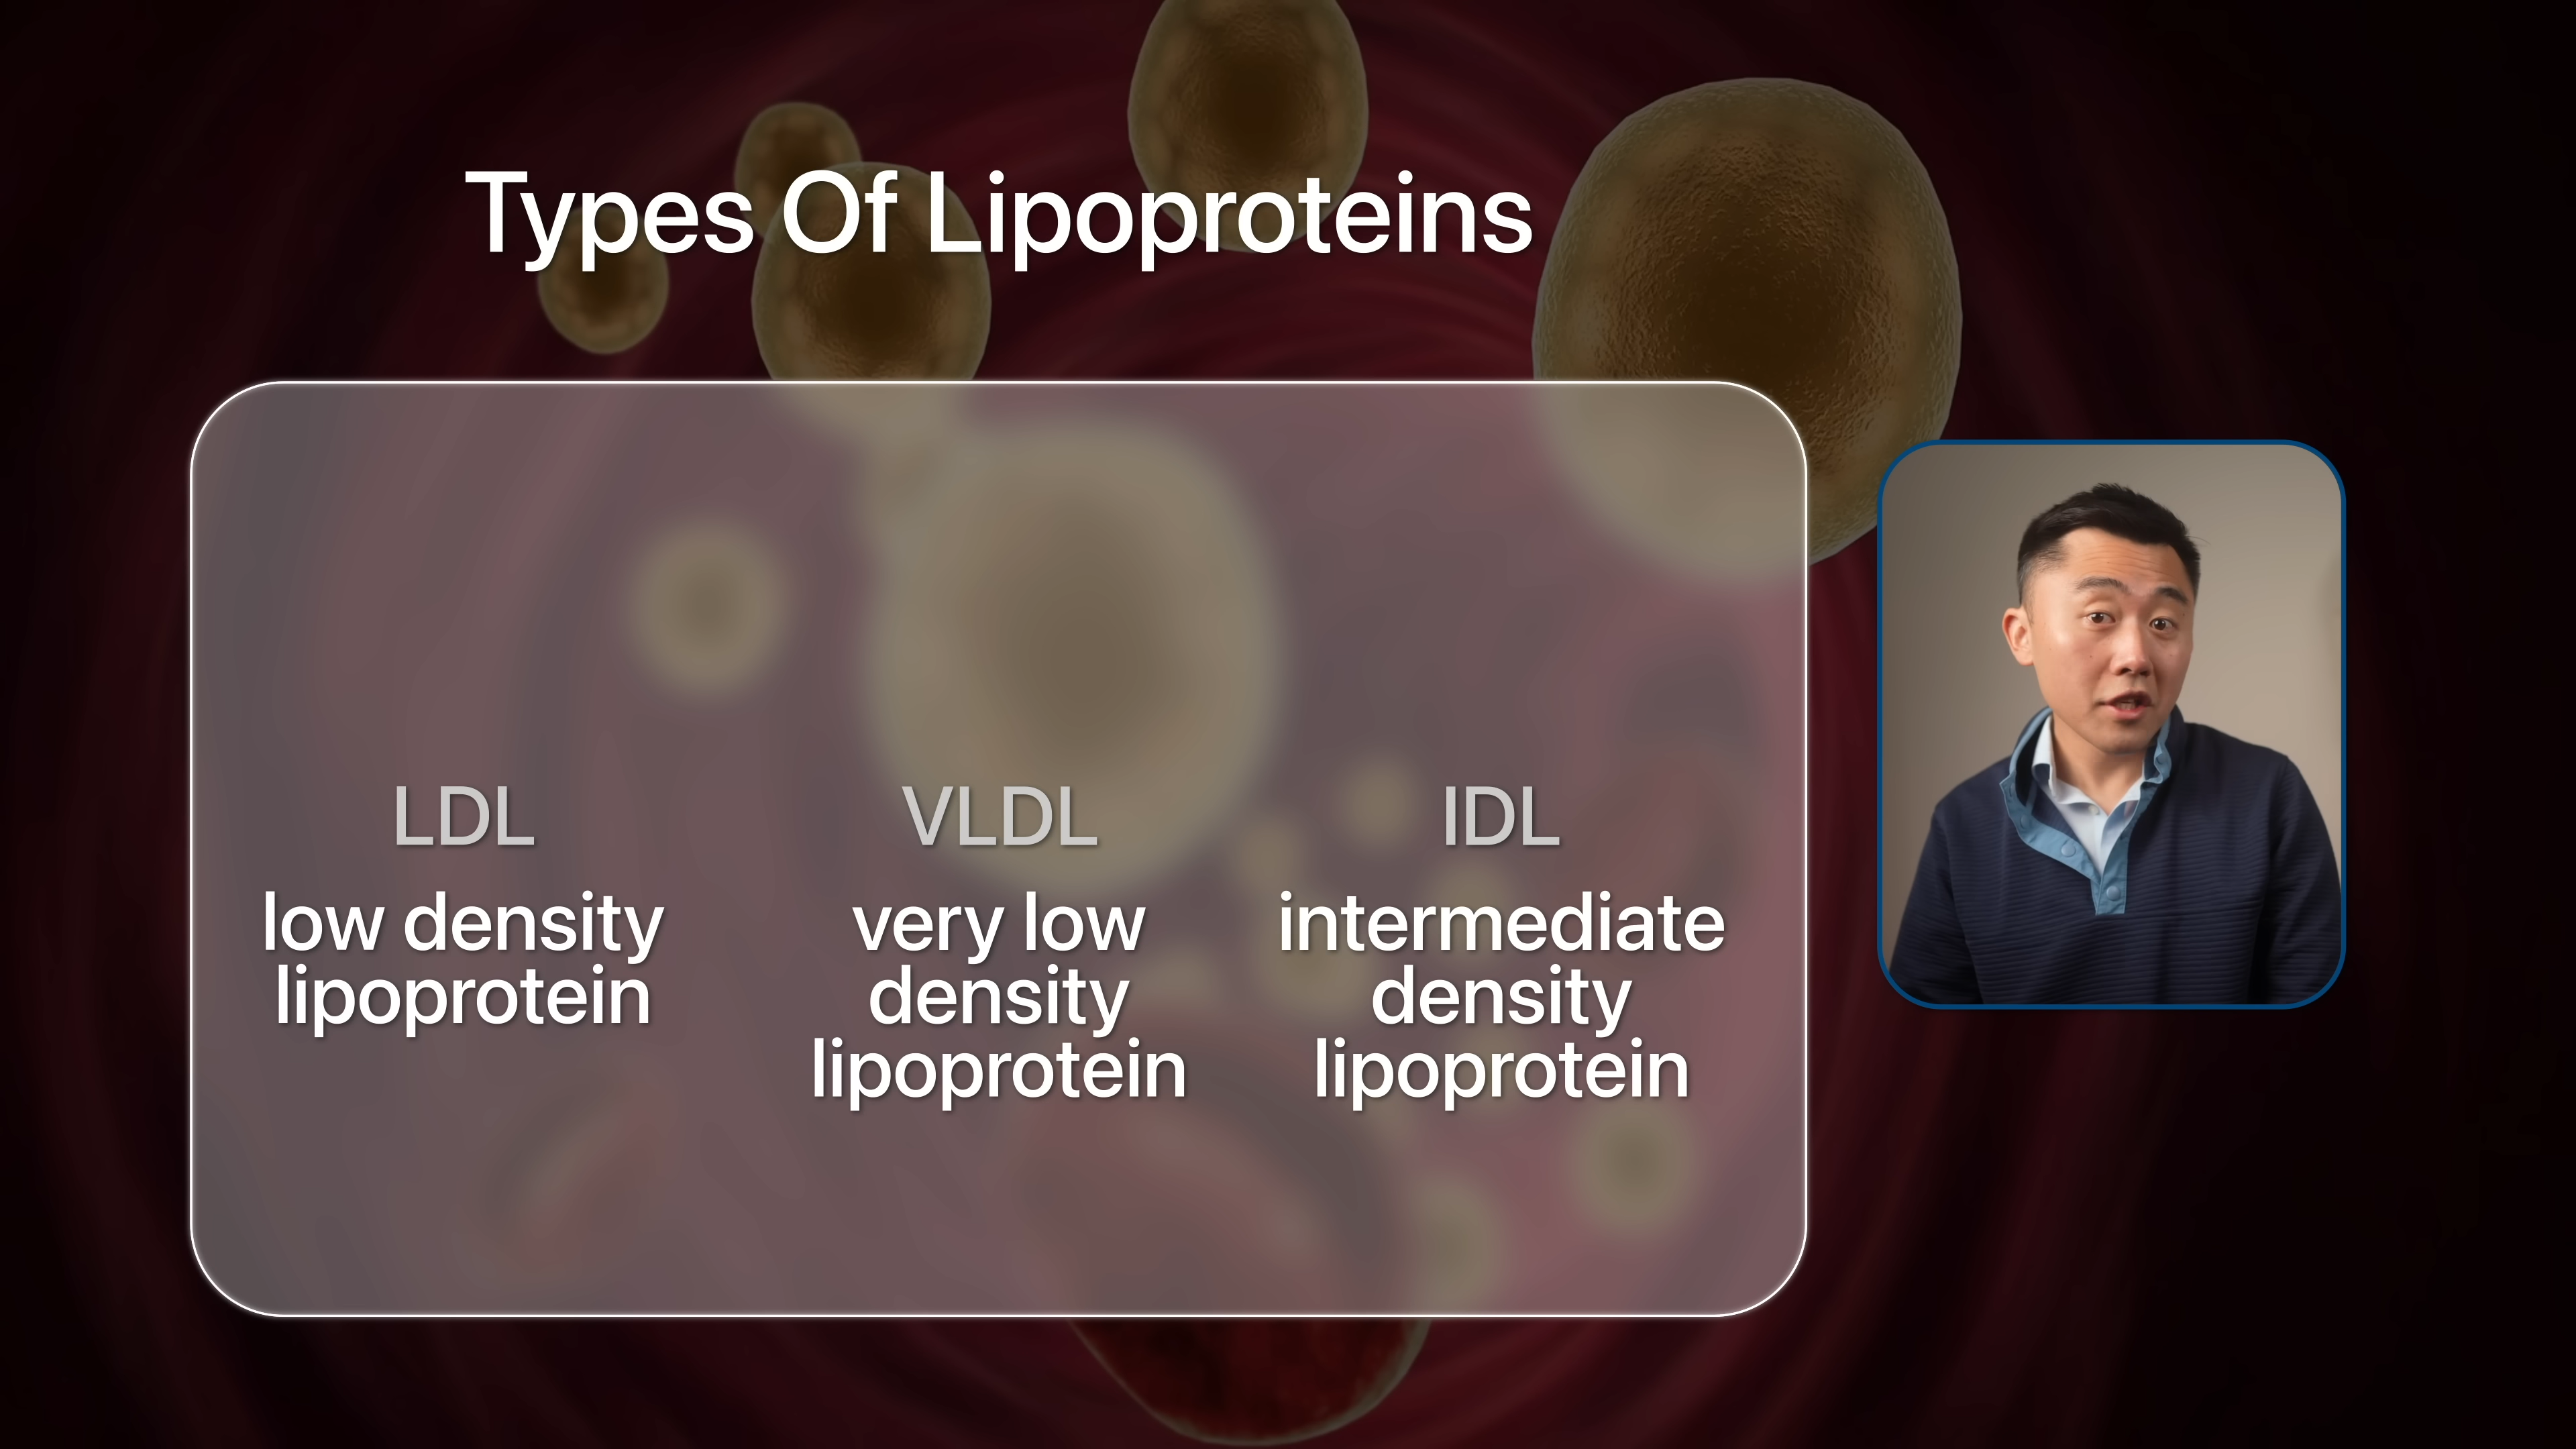 Types Of Lipoproteins
LDL
low density
lipoprotein
VLDL
very low
density
lipoprotein
IDL
intermediate
density
lipoprotein